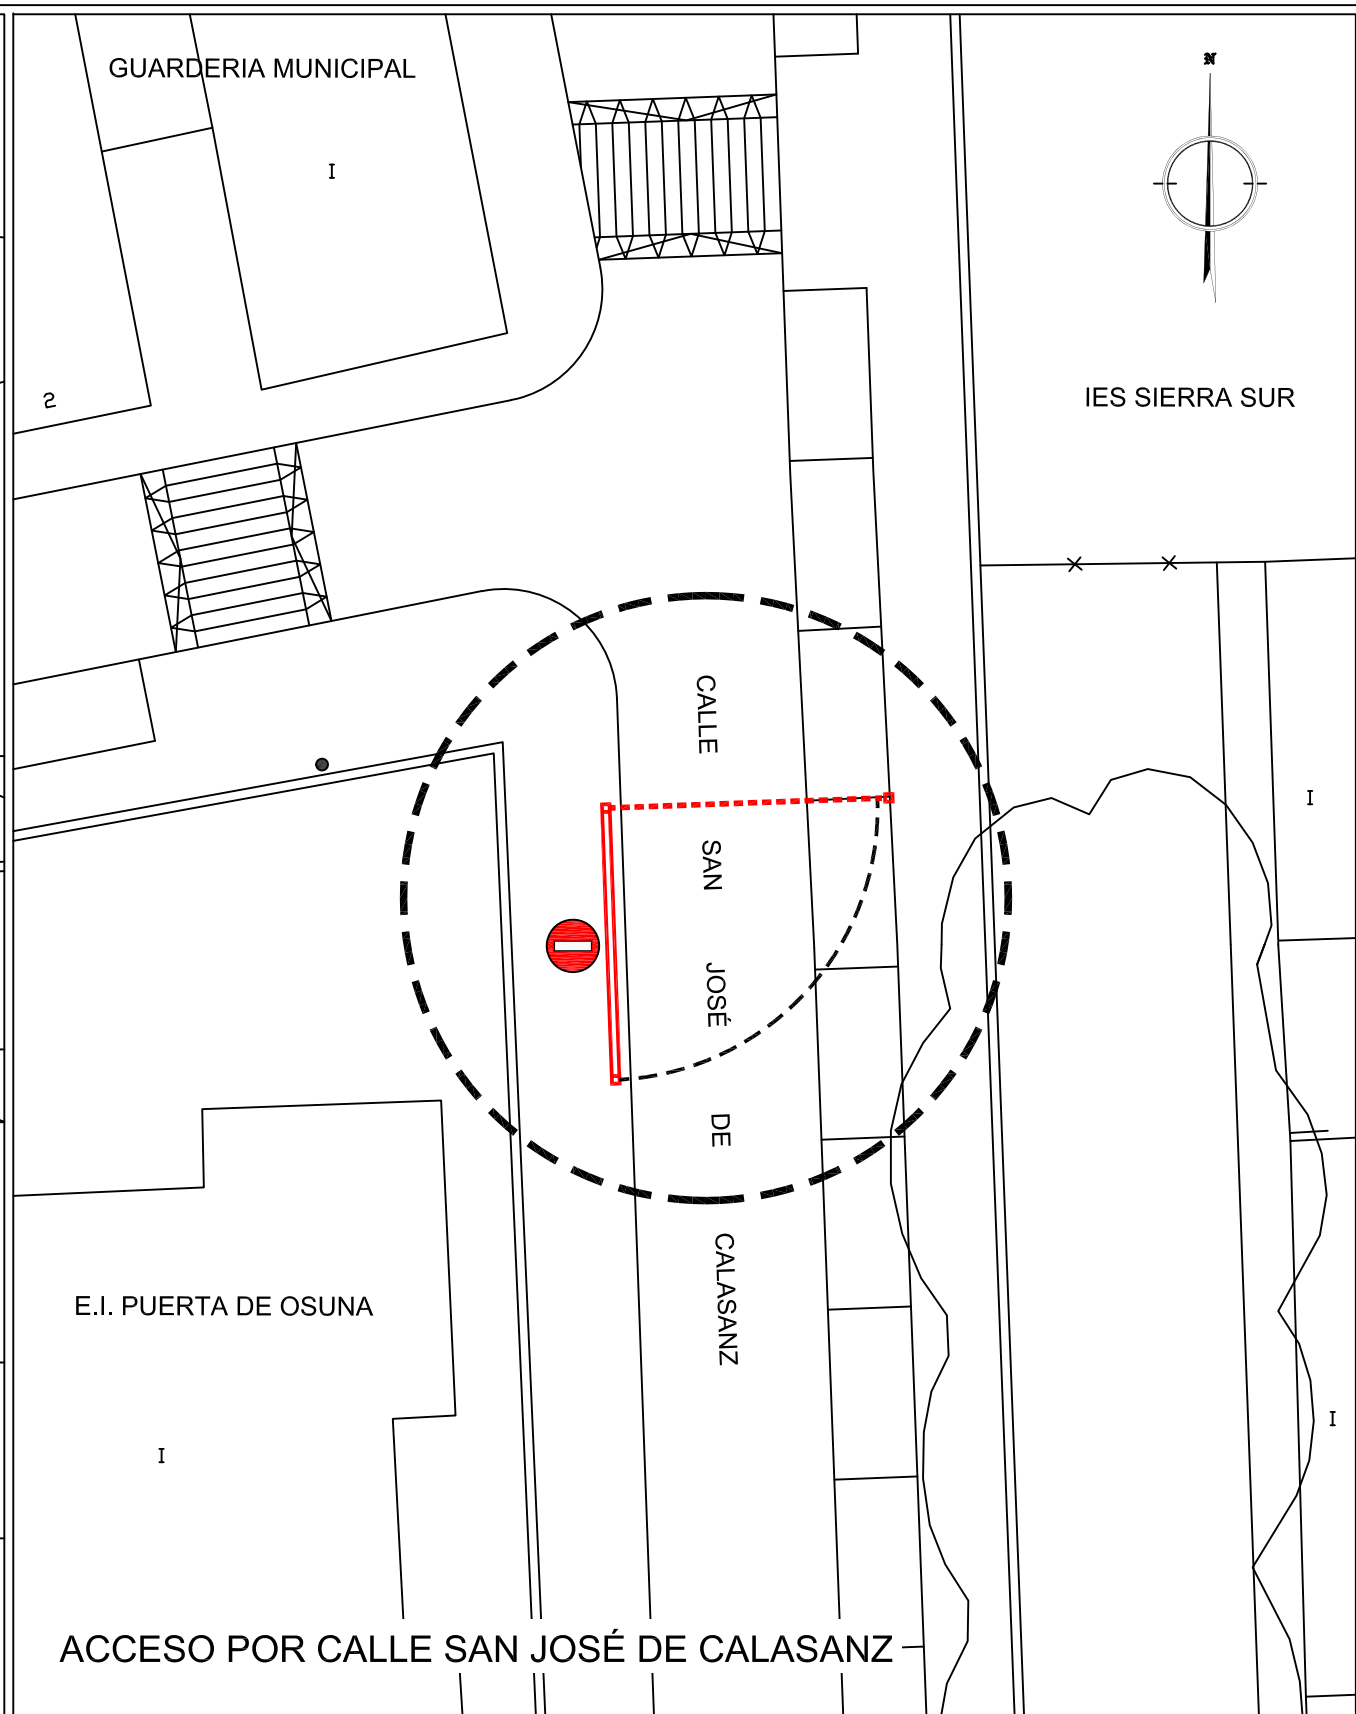 GUARDERIA MUNICIPAL
I
N
IES SIERRA SUR
2
CALLE
SAN
JOSÉ
DE
CALASANZ
I
E.I. PUERTA DE OSUNA
I
I
ACCESO POR CALLE SAN JOSÉ DE CALASANZ